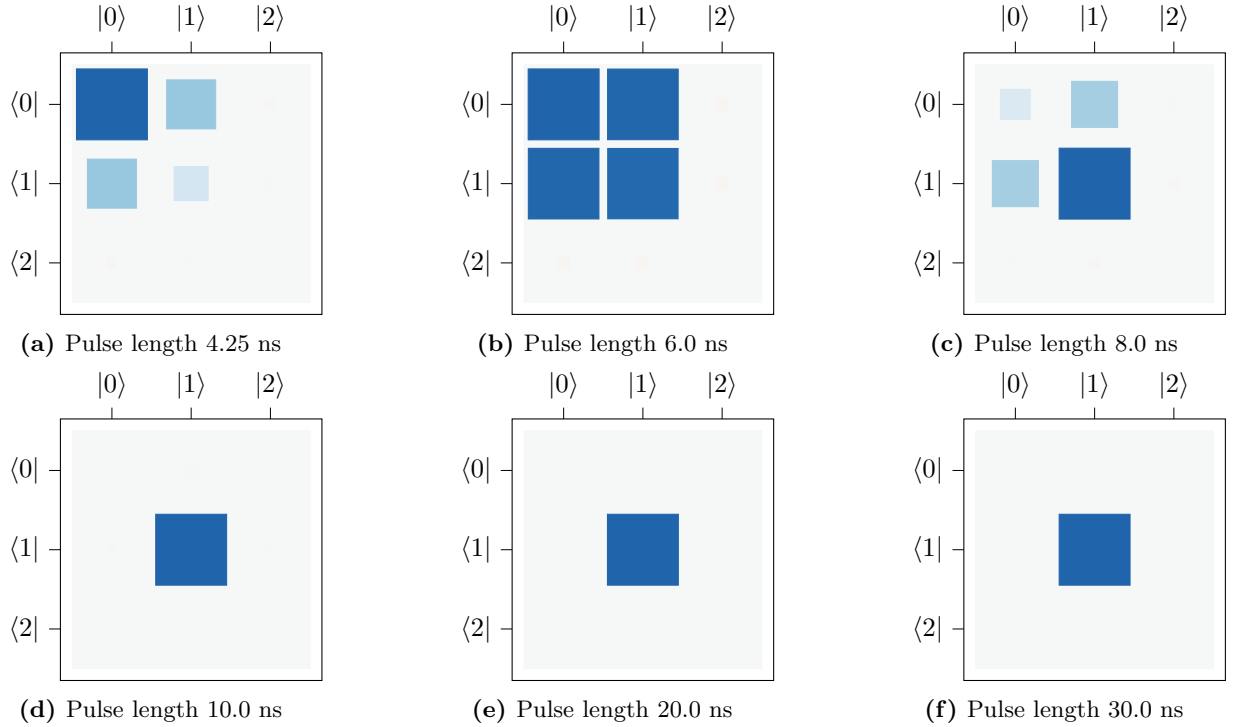 |0⟩ |1⟩ |2⟩ |0⟩ |1⟩ |2⟩ |0⟩ |1⟩ |2⟩
⟨0| ⟨0| ⟨0|
⟨1| ⟨1| ⟨1|
⟨2| ⟨2| ⟨2|
(a) Pulse length 4.25 ns (b) Pulse length 6.0 ns (c) Pulse length 8.0 ns
|0⟩ |1⟩ |2⟩ |0⟩ |1⟩ |2⟩ |0⟩ |1⟩ |2⟩
⟨0| ⟨0| ⟨0|
⟨1| ⟨1| ⟨1|
⟨2| ⟨2| ⟨2|
(d) Pulse length 10.0 ns (e) Pulse length 20.0 ns (f) Pulse length 30.0 ns